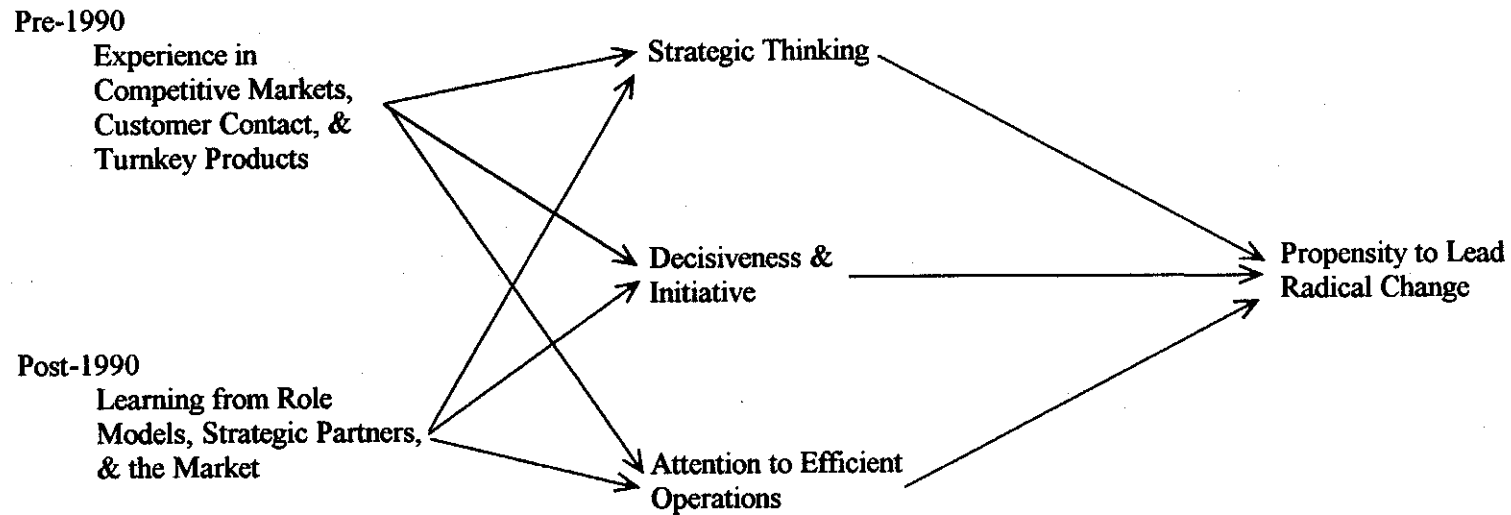 Pre-1990
Experience in
Competitive Markets,
Customer Contact, &
Turnkey Products
Post-1990
Learning from Role
Models, Strategic Partners,
& the Market
Strategic Thinking
Decisiveness &
Initiative
Attention to Efficient
Operations
Propensity to Lead
Radical Change